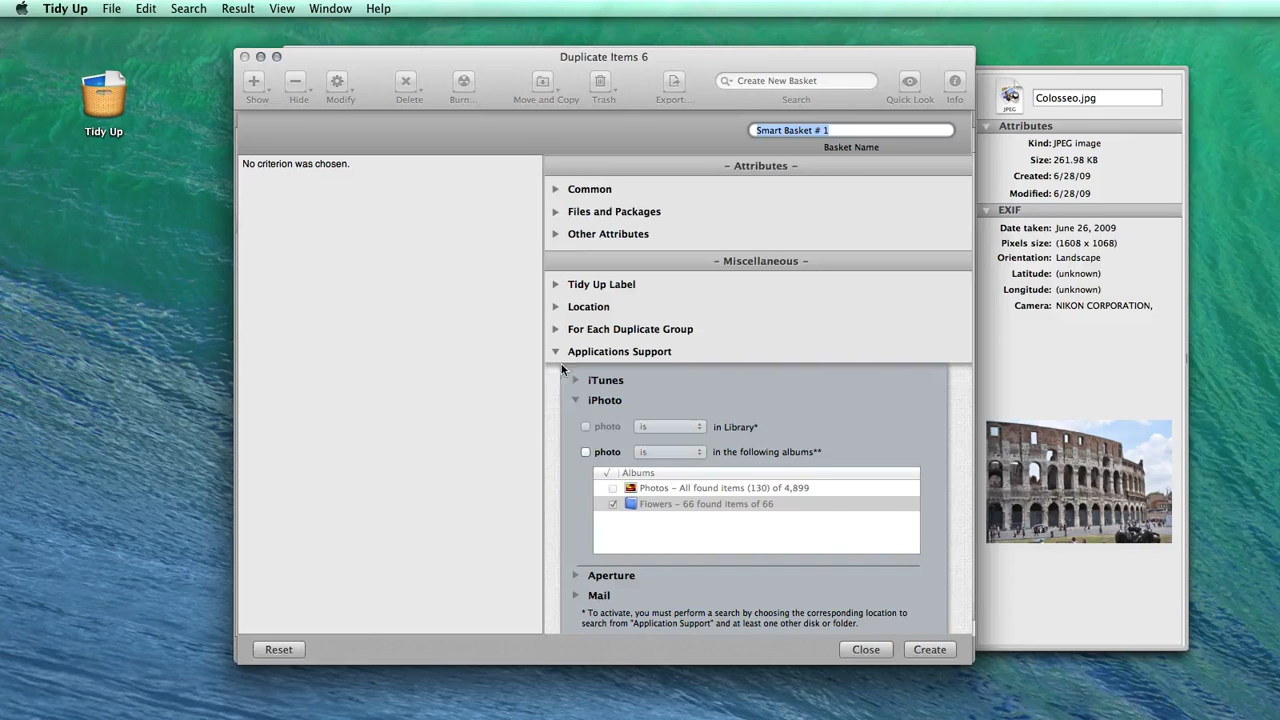 Tidy Up File Edit Search Result View Window Help
Duplicate Items 6
Create New Basket
Show Hide Modify Delete Burn... Move and Copy Trash Export... Search Quick Look Info
Tidy Up
JPEG
Colosseo.jpg
Attributes
Kind: JPEG image
Size: 261.98 KB
Created: 6/28/09
Modified: 6/28/09
EXIF
Date taken: June 26, 2009
Pixels size: (1608 x 1068)
Orientation: Landscape
Latitude: (unknown)
Longitude: (unknown)
Camera: NIKON CORPORATION,
Smart Basket # 1
Basket Name
No criterion was chosen.
– Attributes –
Common
Files and Packages
Other Attributes
– Miscellaneous –
Tidy Up Label
Location
For Each Duplicate Group
Applications Support
iTunes
iPhoto
photo is in Library*
photo is in the following albums**
√ Albums
Photos – All found items (130) of 4,899
Flowers – 66 found items of 66
Aperture
Mail
* To activate, you must perform a search by choosing the corresponding location to
search from "Application Support" and at least one other disk or folder.
Reset Close Create